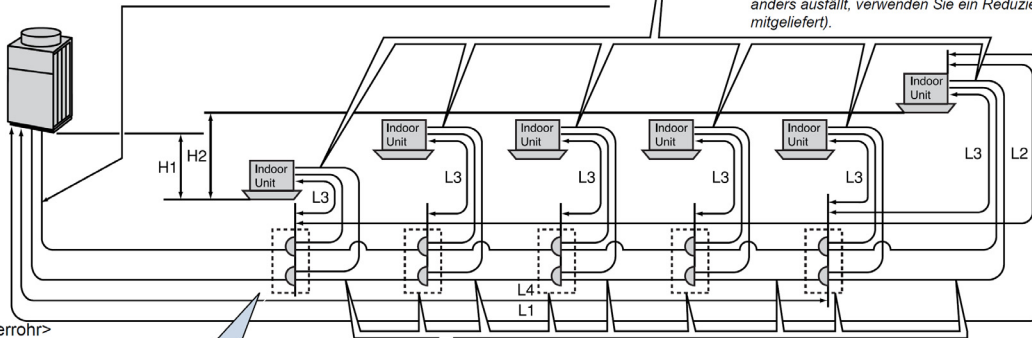 anders ausfällt, verwenden Sie ein Reduzie
mitgeliefert).
Indoor
Unit
Indoor
Unit
Indoor
Unit
Indoor
Unit
Indoor
Unit
Indoor
Unit
H1
H2
L3
L3
L3
L3
L3
L3
L2
L4
L1
errohr>